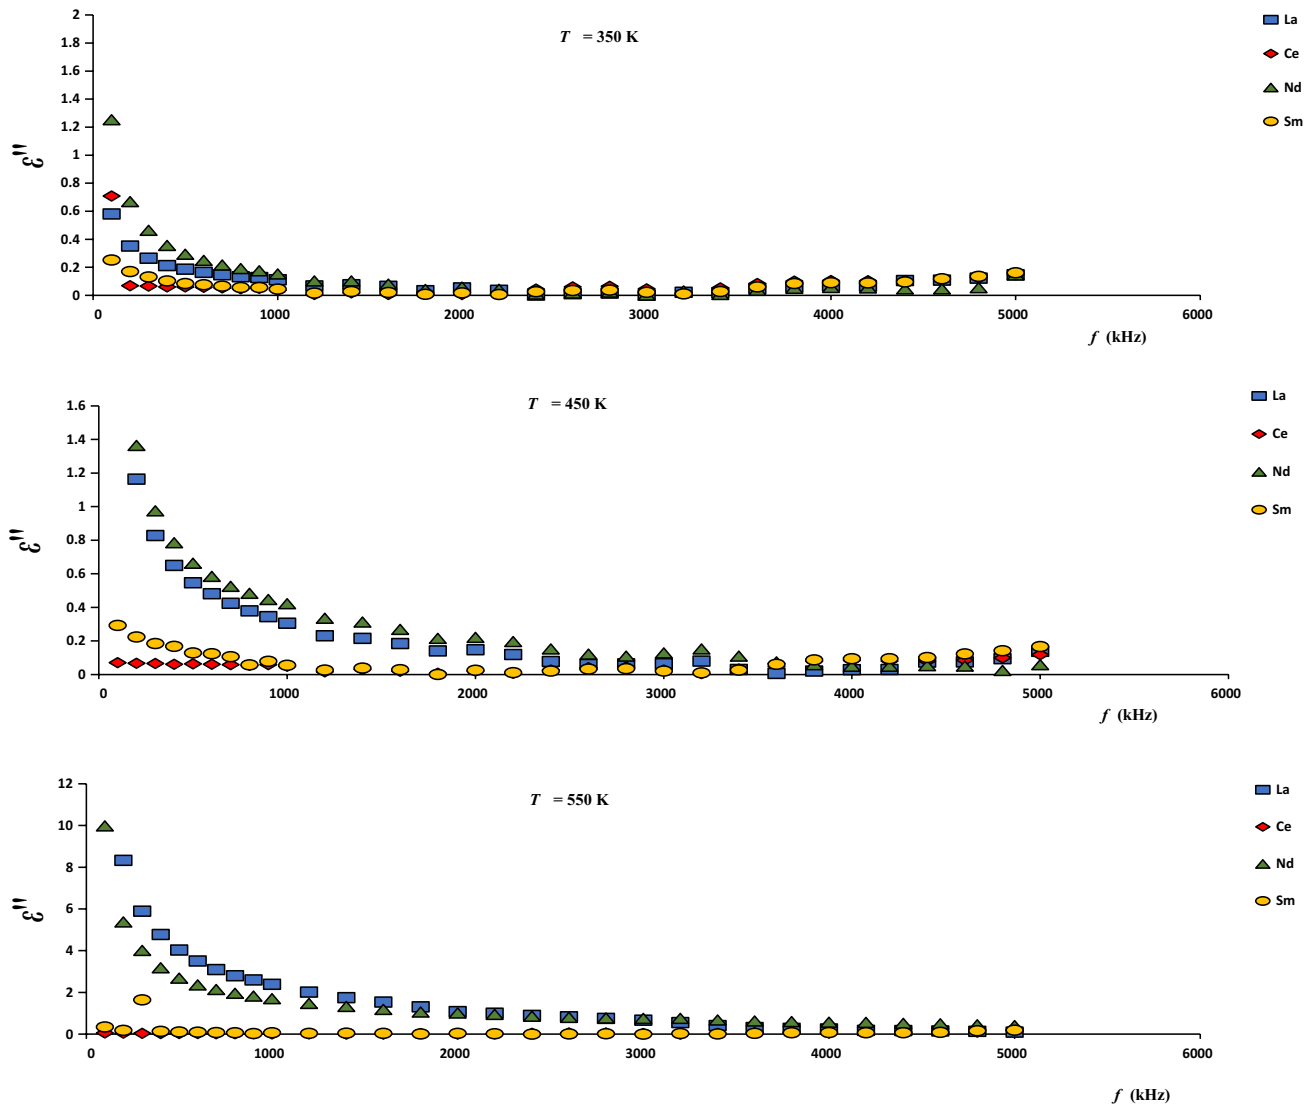 T = 350 K
2
1.8
1.6
1.4
1.2
1
0.8
0.6
0.4
0.2
0
ε''
0 1000 2000 3000 4000 5000 6000
f (kHz)
La
Ce
Nd
Sm
T = 450 K
1.6
1.4
1.2
1
0.8
0.6
0.4
0.2
0
ε''
0 1000 2000 3000 4000 5000 6000
f (kHz)
La
Ce
Nd
Sm
T = 550 K
12
10
8
6
4
2
0
ε''
0 1000 2000 3000 4000 5000 6000
f (kHz)
La
Ce
Nd
Sm